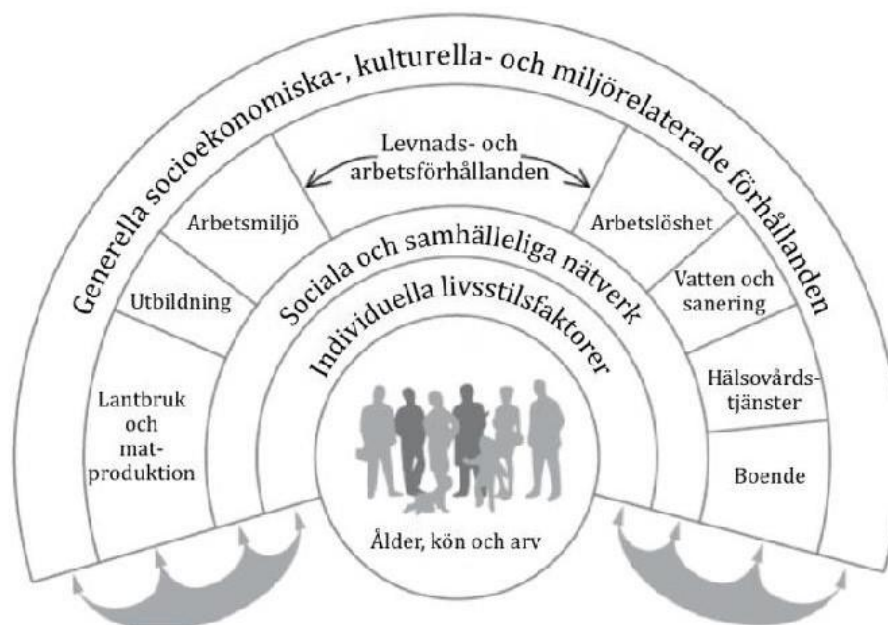 Generella socioekonomiska-, kulturella- och miljörelaterade förhållanden
Levnads- och
arbetsförhållanden
Arbetsmiljö
Arbetslöshet
Utbildning
Vatten och
sanering
Lantbruk
och
mat-
produktion
Hälsovårds-
tjänster
Boende
Sociala och samhälleliga nätverk
Individuella livsstilsfaktorer
Ålder, kön och arv